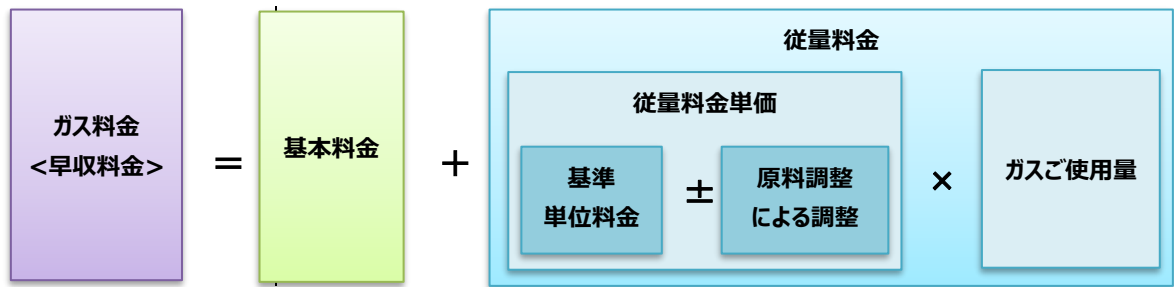 ガス料金
<早収料金>
＝
基本料金
＋
従量料金
従量料金単価
基準
単位料金
±
原料調整
による調整
×
ガスご使用量